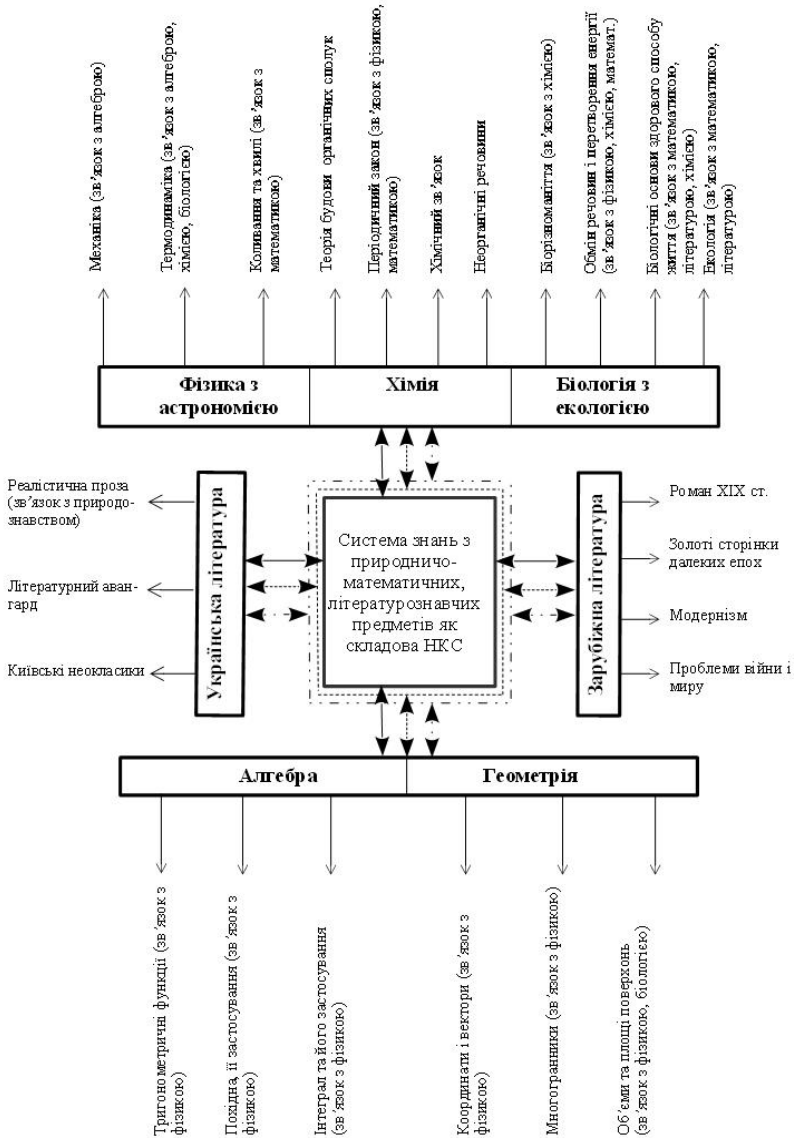 Механіка (зв’язок з алгеброю)
Термодинаміка (зв’язок з алгеброю,
хімією, біологією)
Коливання та хвилі (зв’язок з
математикою)
Теорія будови органічних сполук
Періодичний закон (зв’язок з фізикою,
математикою)
Хімічний зв’язок
Неорганічні речовини
Біорізноманіття (зв’язок з хімією)
Обмін речовин і перетворення енергії
(зв’язок з фізикою, хімією, математ.)
Біологічні основи здорового способу
життя (зв’язок з математикою,
літературою, хімією)
Екологія (зв’язок з математикою,
літературою)
Фізика з
астрономією
Хімія
Біологія з
екологією
Реалістична проза
(зв’язок з природо-
знавством)
Літературний аван-
гард
Київські неокласики
Українська література
Система знань з
природничо-
математичних,
літературознавчих
предметів як
складова НКС
Зарубіжна література
Роман XIX ст.
Золоті сторінки
далеких епох
Модернізм
Проблеми війни і
миру
Алгебра
Геометрія
Тригонометричні функції (зв’язок з
фізикою)
Похідна, її застосування (зв’язок з
фізикою)
Інтеграл та його застосування
(зв’язок з фізикою)
Координати і вектори (зв’язок з
фізикою)
Многогранники (зв’язок з фізикою)
Об’єми та площі поверхонь
(зв’язок з фізикою, біологією)